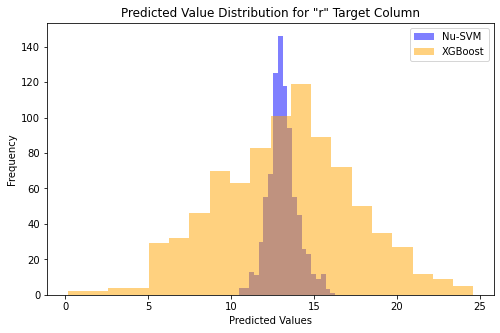 Predicted Value Distribution for "r" Target Column
Nu-SVM
XGBoost
140
120
100
80
60
40
20
0
Frequency
0 5 10 15 20 25
Predicted Values